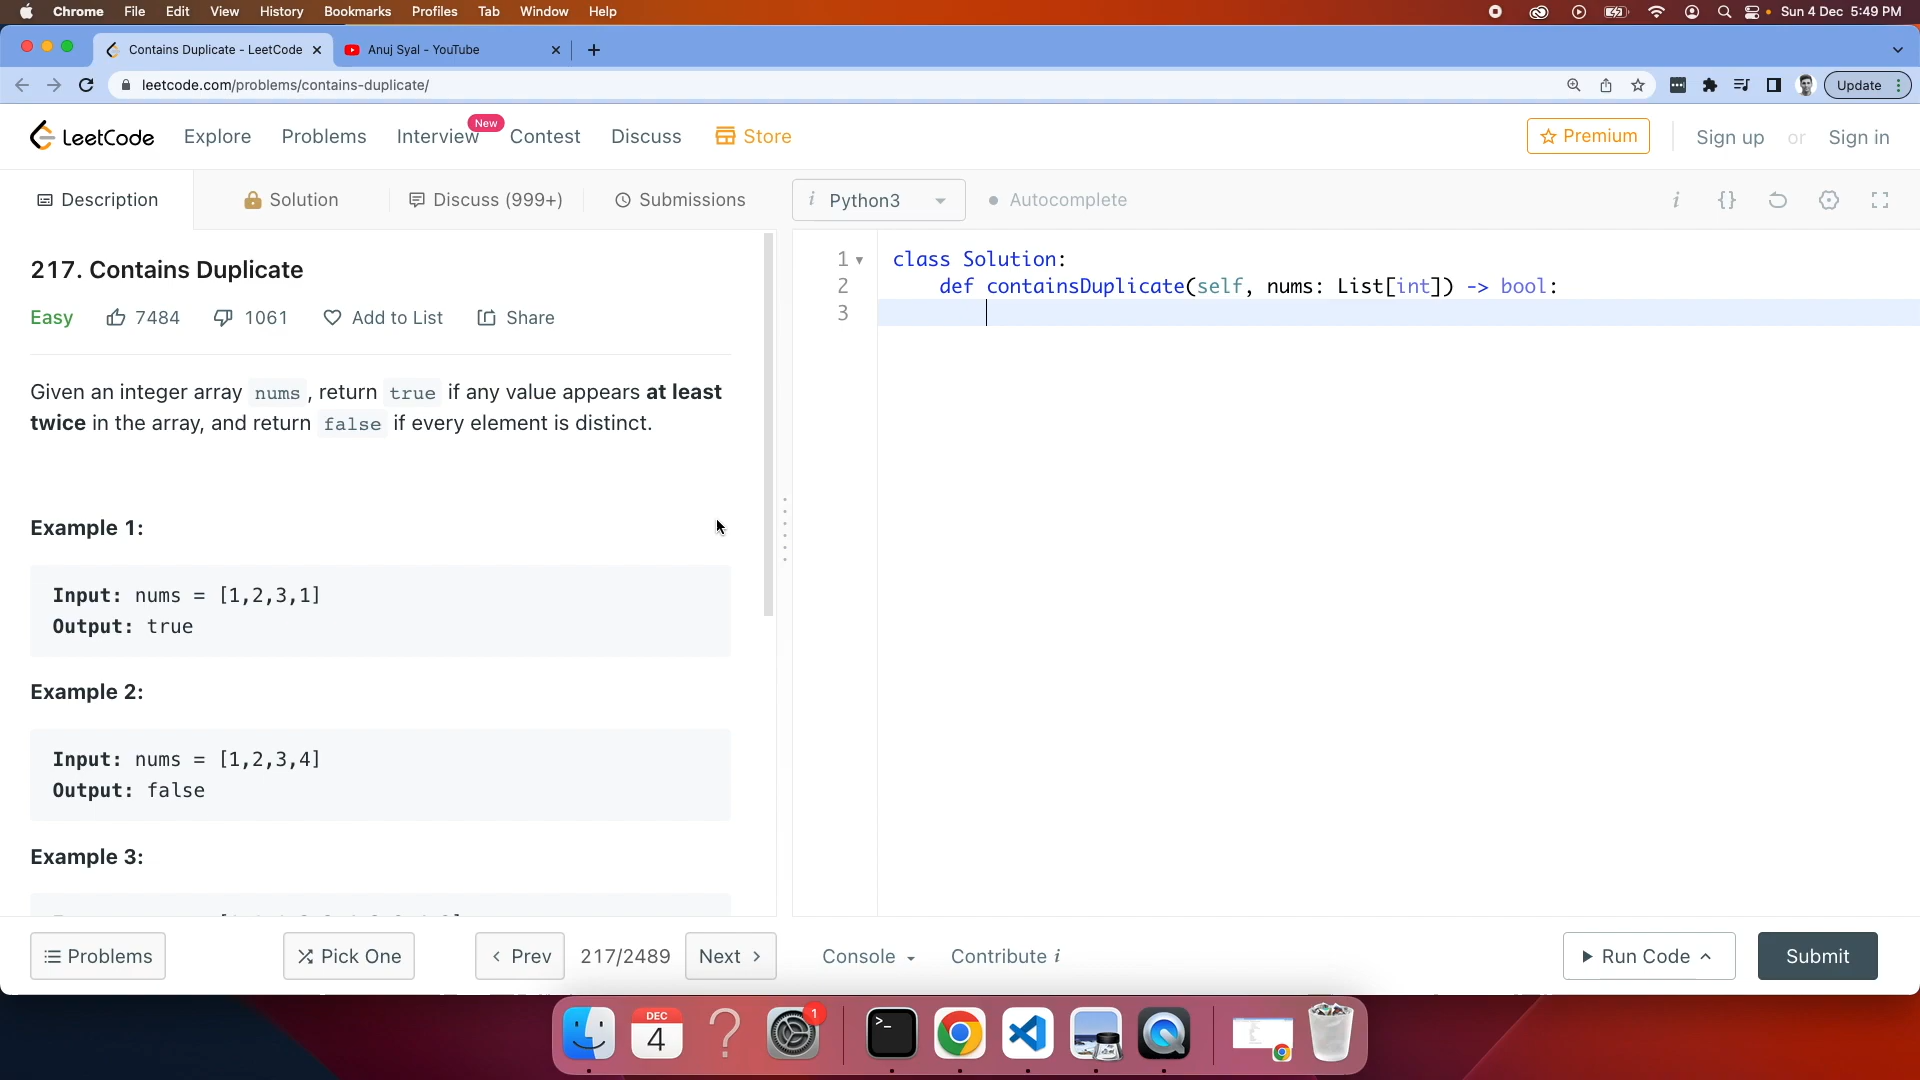 Chrome File Edit View History Bookmarks Profiles Tab Window Help Sun 4 Dec 5:49 PM
Contains Duplicate - LeetCode Anuj Syal - YouTube
leetcode.com/problems/contains-duplicate/ Update
LeetCode Explore Problems Interview New Contest Discuss Store Premium Sign up or Sign in
Description Solution Discuss (999+) Submissions i Python3 Autocomplete i {}
217. Contains Duplicate
Easy 7484 1061 Add to List Share
Given an integer array nums , return true if any value appears at least
twice in the array, and return false if every element is distinct.
Example 1:
Input: nums = [1,2,3,1]
Output: true
Example 2:
Input: nums = [1,2,3,4]
Output: false
Example 3:
1 class Solution:
2 def containsDuplicate(self, nums: List[int]) -> bool:
3
Problems Pick One Prev 217/2489 Next Console Contribute i Run Code Submit
DEC
4
1
>_